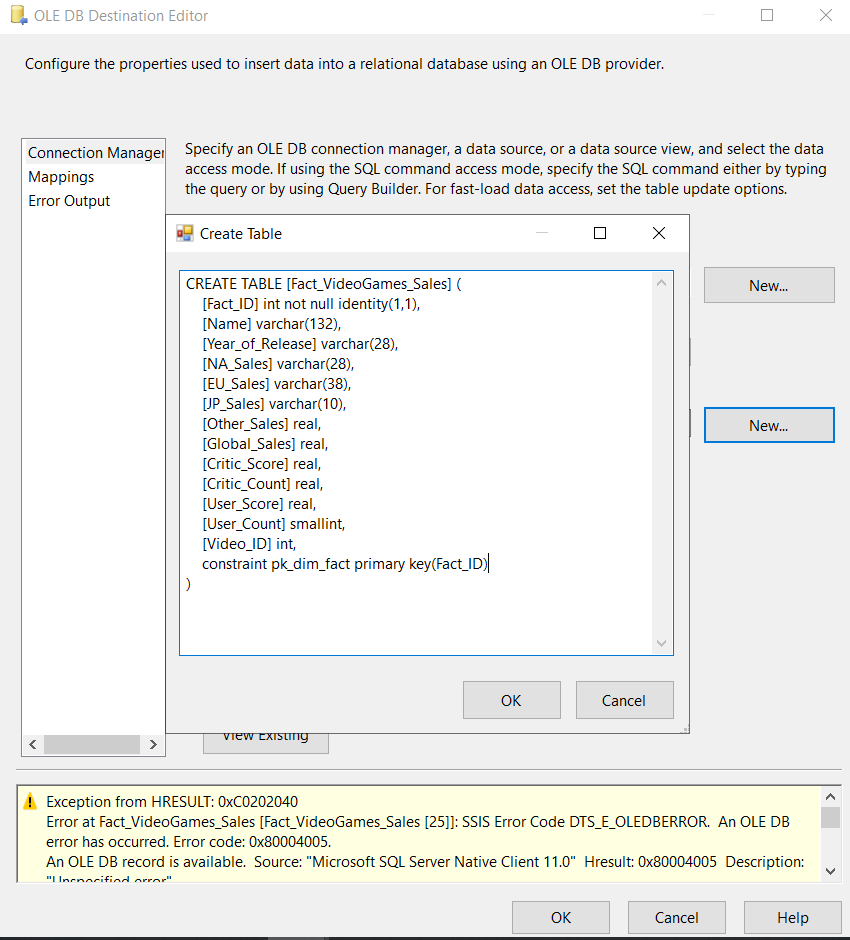 OLE DB Destination Editor
Configure the properties used to insert data into a relational database using an OLE DB provider.
Connection Manager
Mappings
Error Output
Specify an OLE DB connection manager, a data source, or a data source view, and select the data
access mode. If using the SQL command access mode, specify the SQL command either by typing
the query or by using Query Builder. For fast-load data access, set the table update options.
Create Table
CREATE TABLE [Fact_VideoGames_Sales] (
[Fact_ID] int not null identity(1,1),
[Name] varchar(132),
[Year_of_Release] varchar(28),
[NA_Sales] varchar(28),
[EU_Sales] varchar(38),
[JP_Sales] varchar(10),
[Other_Sales] real,
[Global_Sales] real,
[Critic_Score] real,
[Critic_Count] real,
[User_Score] real,
[User_Count] smallint,
[Video_ID] int,
constraint pk_dim_fact primary key(Fact_ID)
)
New...
New...
OK
Cancel
View Existing
Exception from HRESULT: 0xC0202040
Error at Fact_VideoGames_Sales [Fact_VideoGames_Sales [25]]: SSIS Error Code DTS_E_OLEDBERROR. An OLE DB
error has occurred. Error code: 0x80004005.
An OLE DB record is available. Source: "Microsoft SQL Server Native Client 11.0" Hresult: 0x80004005 Description:
"Unspecified error"
OK
Cancel
Help